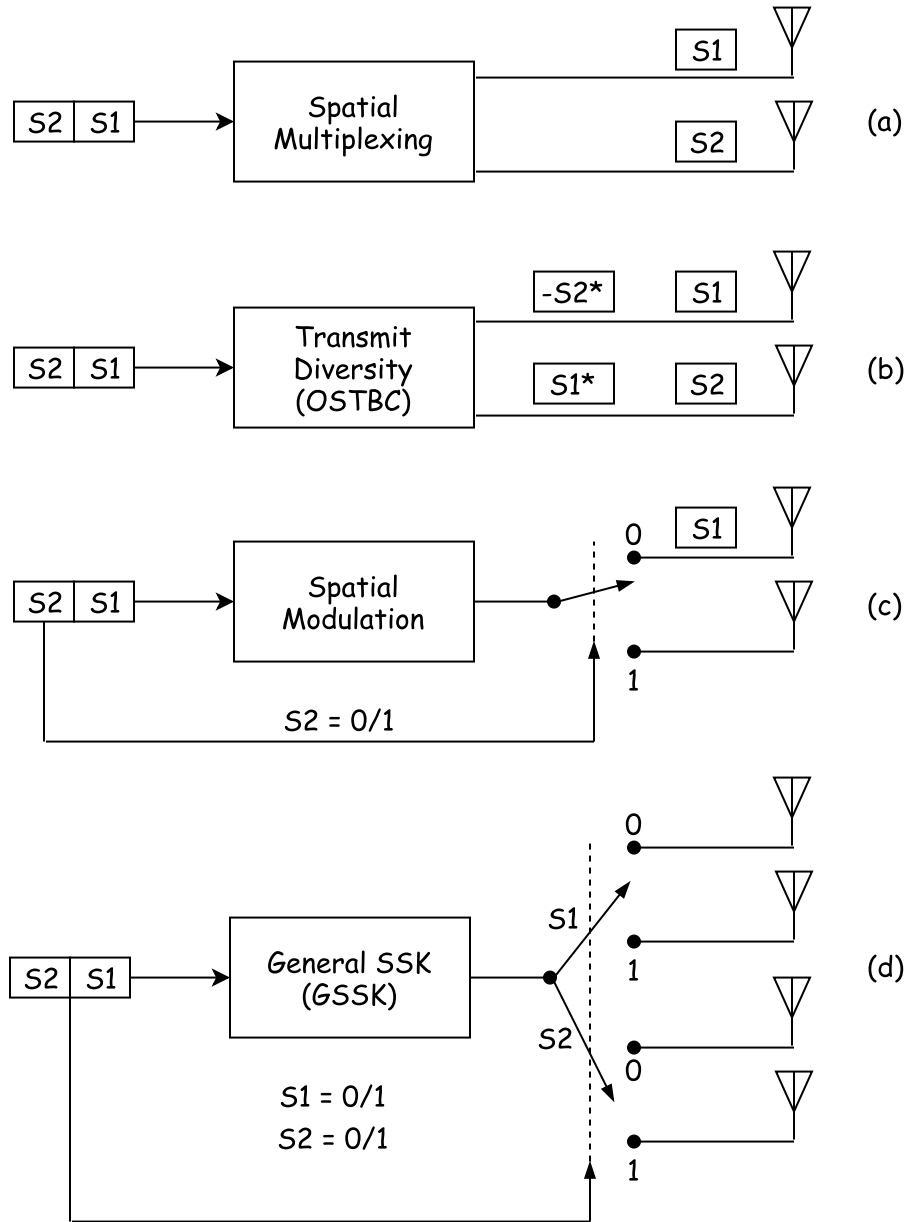 S1
Spatial
Multiplexing
S2 S1
(a)
S2
-S2*
S1
Transmit
Diversity
(OSTBC)
S2 S1
(b)
S1*
S2
0
S1
Spatial
Modulation
S2 S1
(c)
1
S2 = 0/1
0
S1
General SSK
(GSSK)
S2 S1
1
(d)
S2
0
S1 = 0/1
S2 = 0/1
1